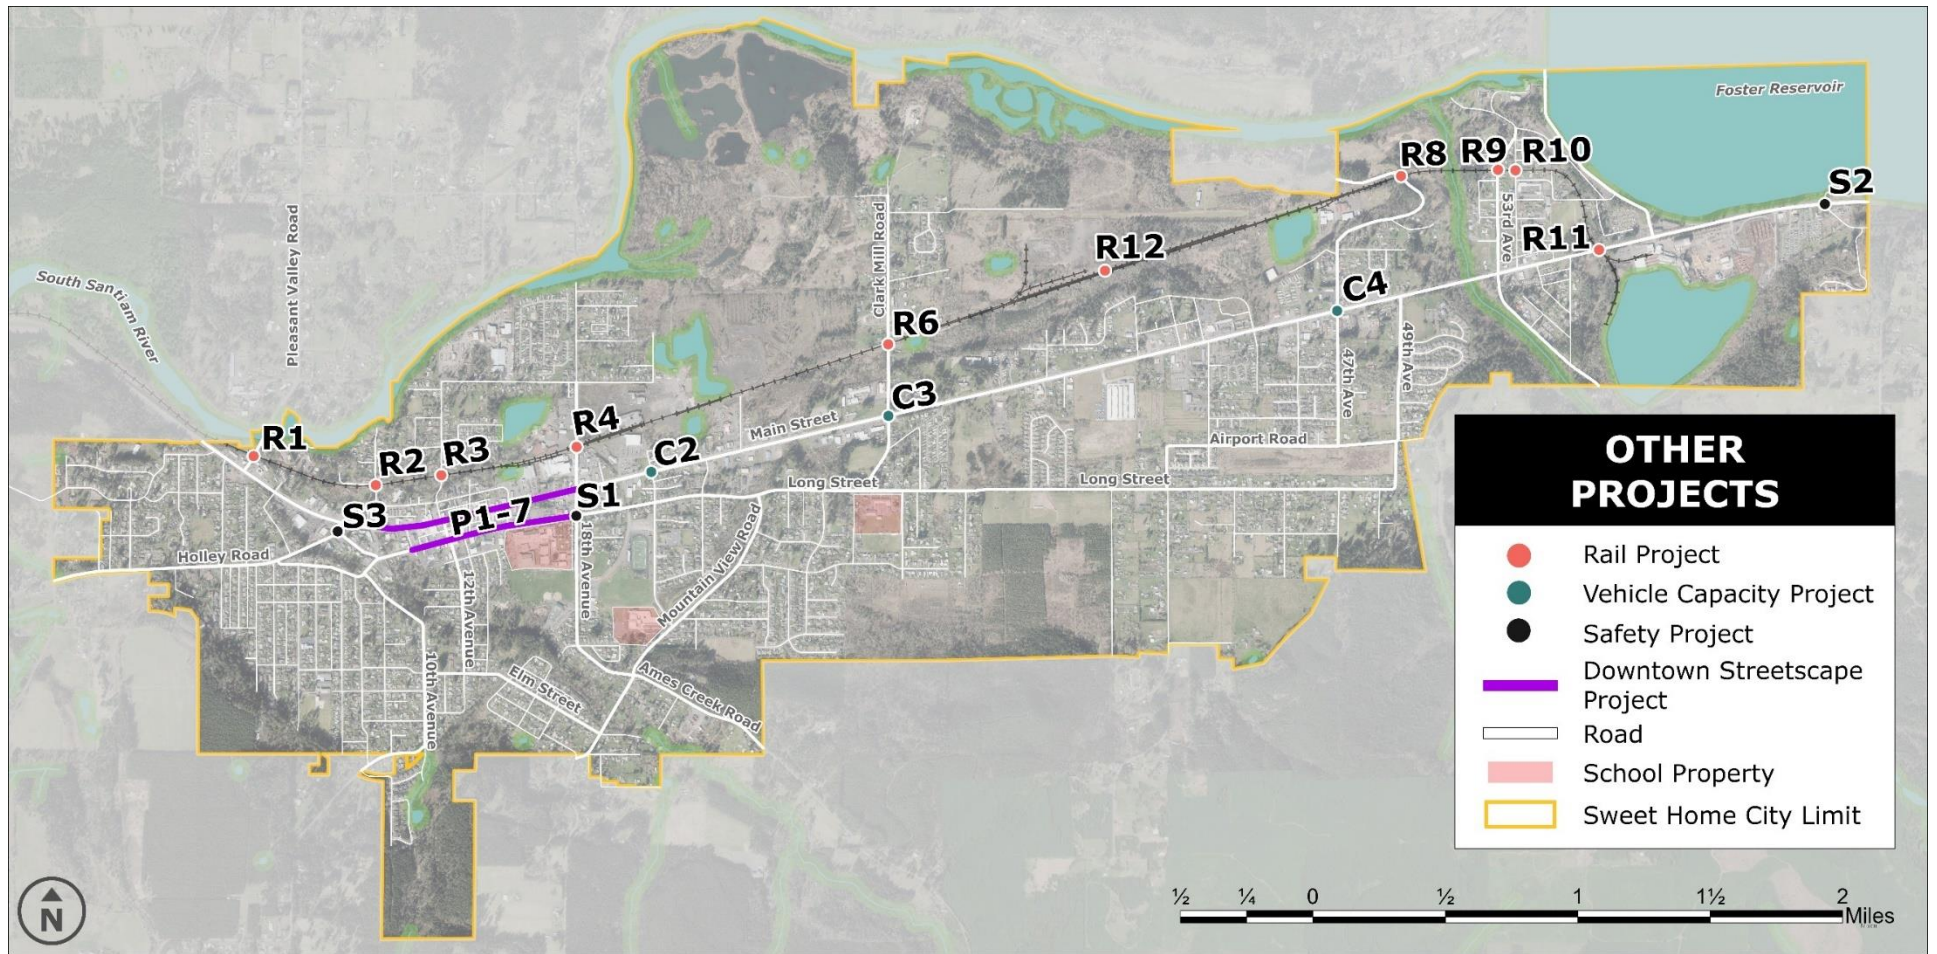 Foster Reservoir
R8
R9
R10
S2
Pleasant Valley Road
Clark Mill Road
53rd Ave
R12
R11
South Santiam River
C4
R6
49th Ave
47th Ave
C3
Main Street
R4
Airport Road
R1
R2
R3
C2
Long Street
Long Street
S3
P1-7
S1
Holley Road
18th Avenue
Mountain View Road
12th Avenue
10th Avenue
Elm Street
Ames Creek Road
OTHER
PROJECTS
Rail Project
Vehicle Capacity Project
Safety Project
Downtown Streetscape
Project
Road
School Property
Sweet Home City Limit
N
½ ¼ 0 ½ 1 1½ 2
Miles